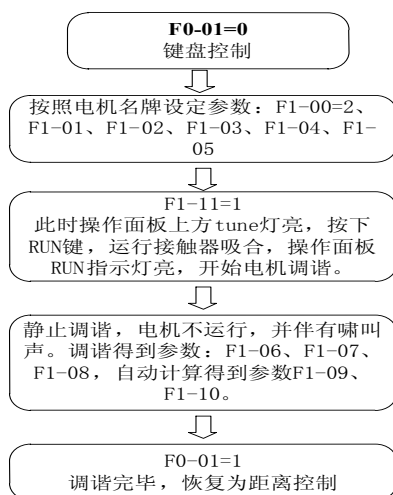 F0-01=0
键盘控制
按照电机名牌设定参数：F1-00=2、
F1-01、F1-02、F1-03、F1-04、F1-
05
F1-11=1
此时操作面板上方tune灯亮，按下
RUN键，运行接触器吸合，操作面板
RUN指示灯亮，开始电机调谐。
静止调谐，电机不运行，并伴有啸叫
声。调谐得到参数：F1-06、F1-07、
F1-08，自动计算得到参数F1-09、
F1-10。
F0-01=1
调谐完毕，恢复为距离控制